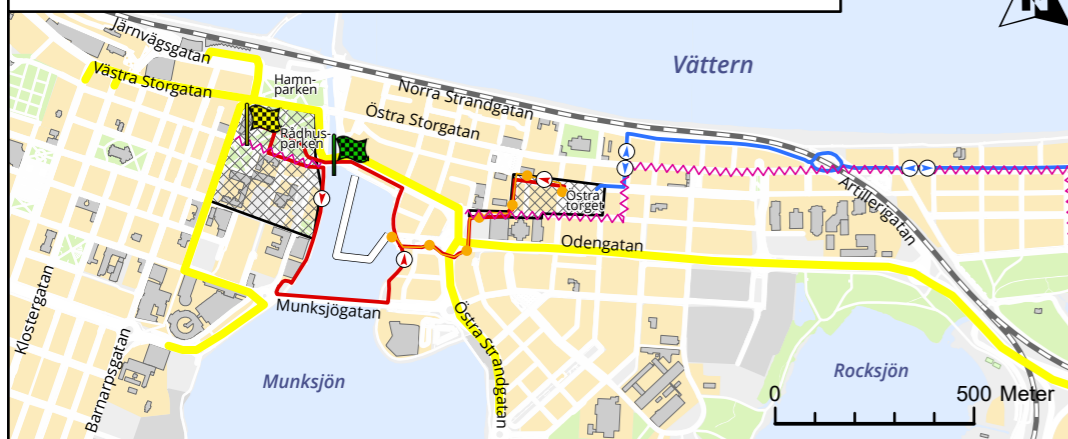 N
Järnvägsgatan
Vättern
Västra Storgatan
Hamn-
parken
Norra Strandgatan
Östra Storgatan
Rådhus-
parken
Östra
torget
Artillerigatan
Odengatan
Klostergatan
Munksjögatan
Östra Strandgatan
Barnarpsgatan
Munksjön
Rocksjön
0 500 Meter